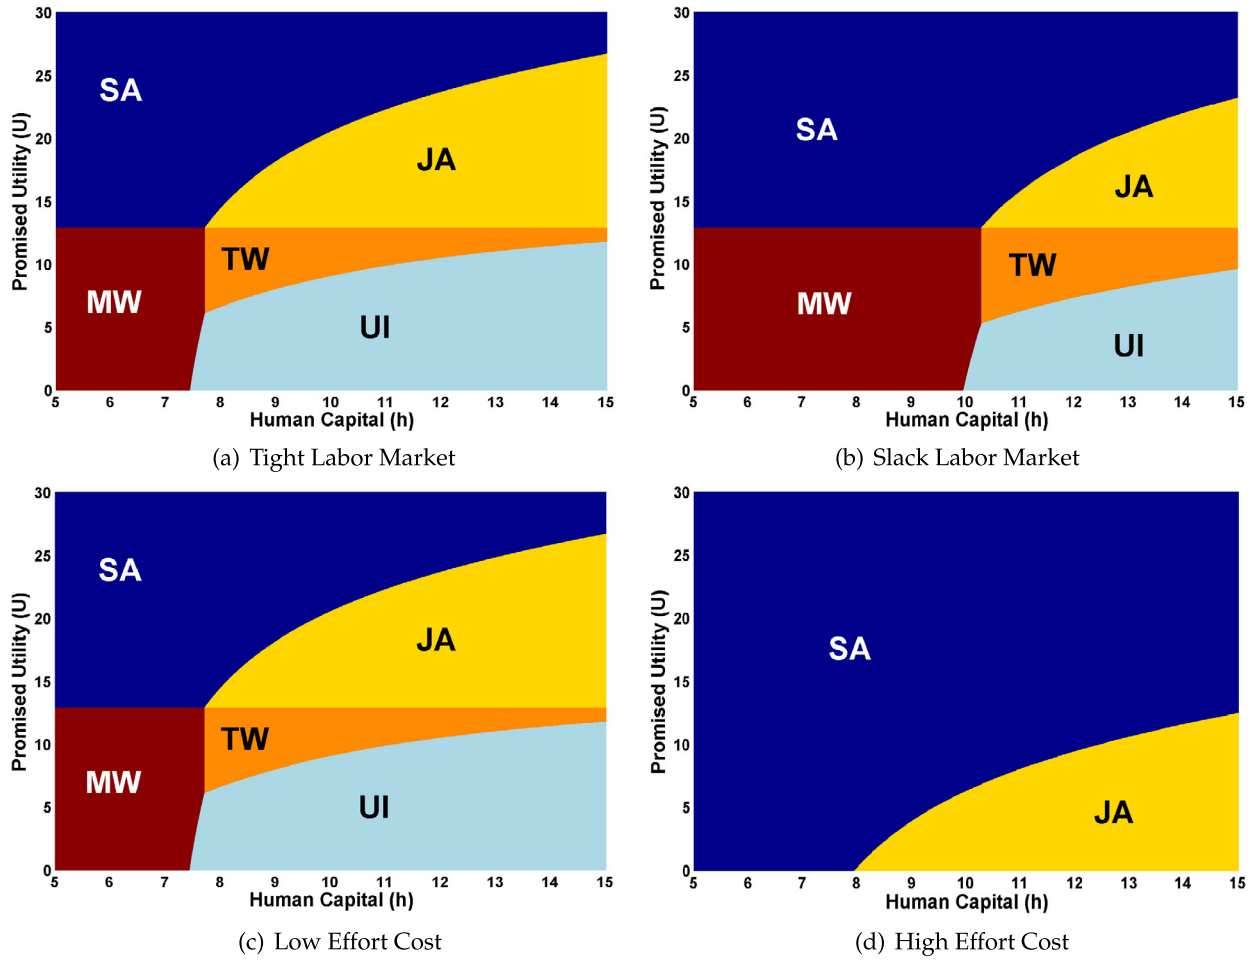 30
25
20
15
10
5
0
Promised Utility (U)
SA
JA
TW
MW
UI
5 6 7 8 9 10 11 12 13 14 15
Human Capital (h)
(a) Tight Labor Market
30
25
20
15
10
5
0
Promised Utility (U)
SA
JA
TW
MW
UI
5 6 7 8 9 10 11 12 13 14 15
Human Capital (h)
(b) Slack Labor Market
30
25
20
15
10
5
0
Promised Utility (U)
SA
JA
TW
MW
UI
5 6 7 8 9 10 11 12 13 14 15
Human Capital (h)
(c) Low Effort Cost
30
25
20
15
10
5
0
Promised Utility (U)
SA
JA
5 6 7 8 9 10 11 12 13 14 15
Human Capital (h)
(d) High Effort Cost